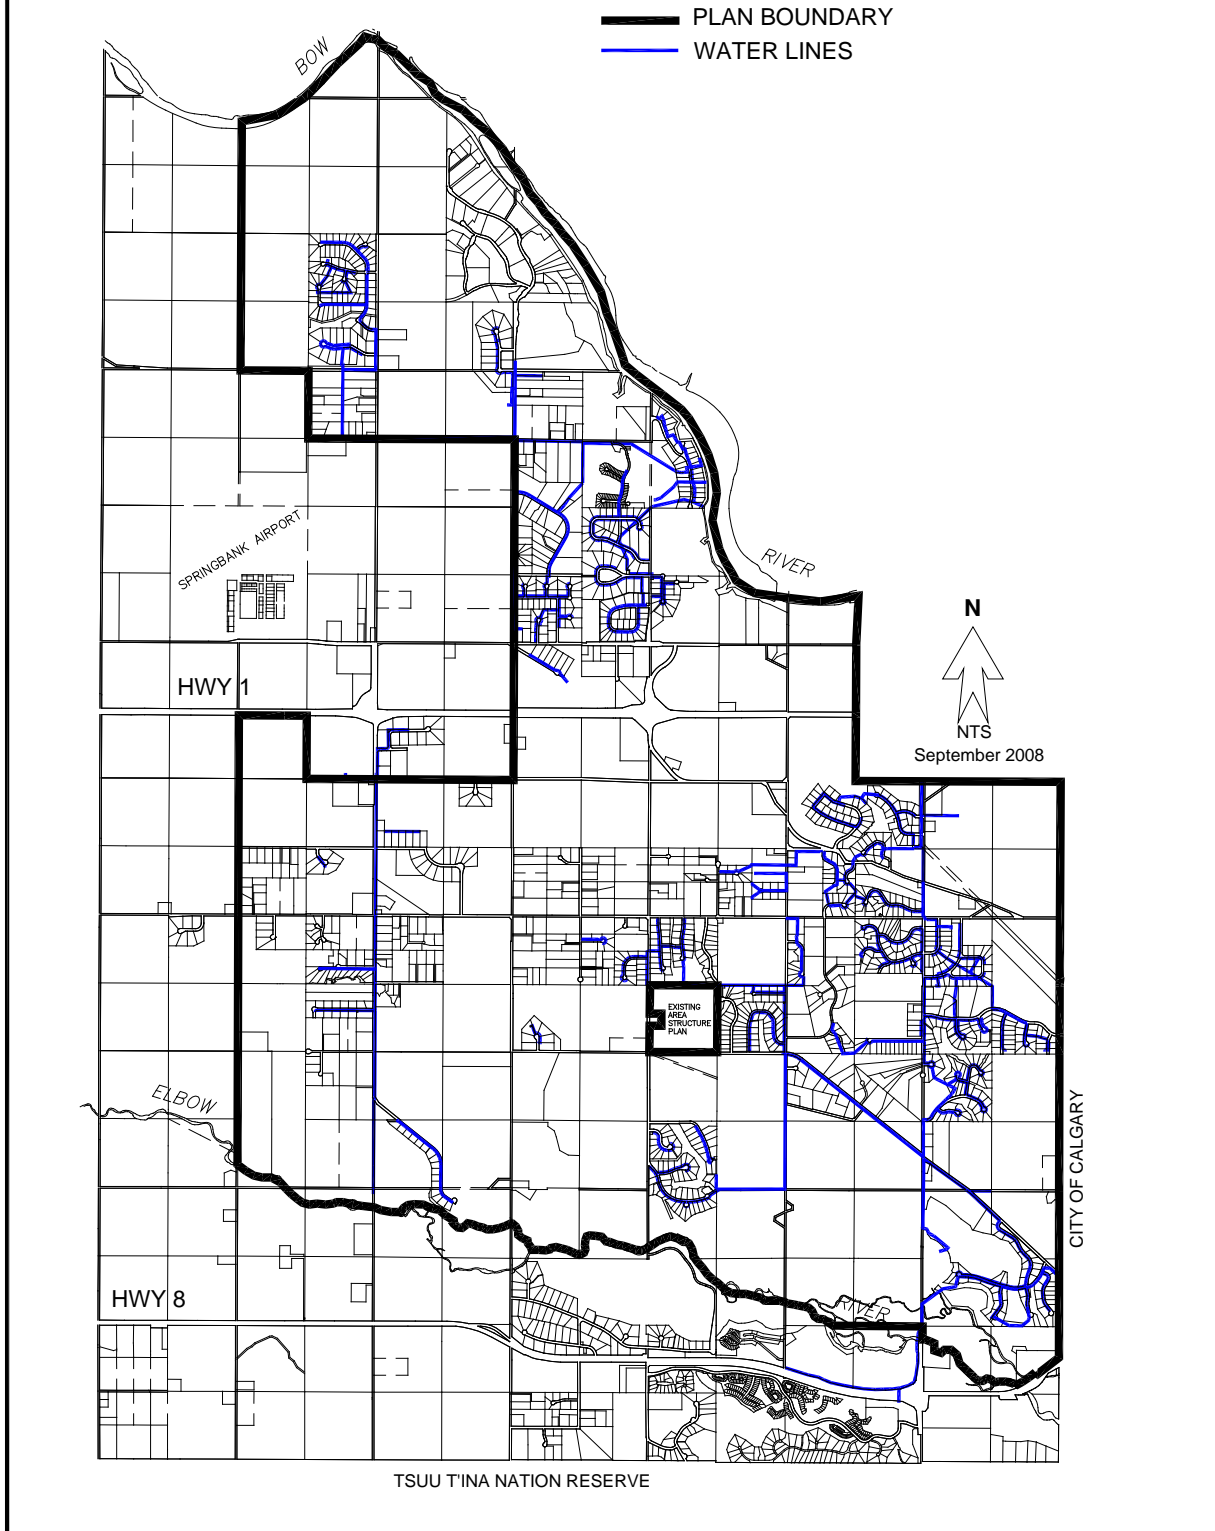 PLAN BOUNDARY
WATER LINES
BOW
SPRINGBANK AIRPORT
RIVER
N
HWY 1
NTS
September 2008
EXISTING
AREA
STRUCTURE
PLAN
ELBOW
CITY OF CALGARY
HWY 8
RIVER
TSUU T'INA NATION RESERVE